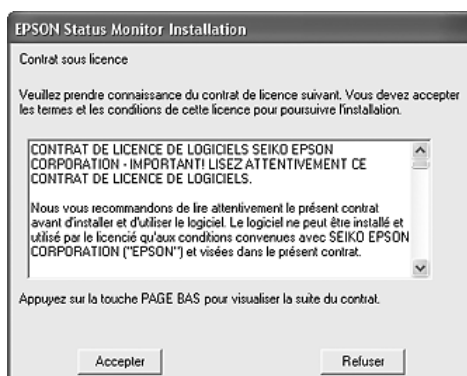 EPSON Status Monitor Installation
Contrat sous licence
Veuillez prendre connaissance du contrat de licence suivant. Vous devez accepter
les termes et les conditions de cette licence pour poursuivre l'installation.
CONTRAT DE LICENCE DE LOGICIELS SEIKO EPSON
CORPORATION - IMPORTANT! LISEZ ATTENTIVEMENT CE
CONTRAT DE LICENCE DE LOGICIELS.
Nous vous recommandons de lire attentivement le présent contrat
avant d'installer et d'utiliser le logiciel. Le logiciel ne peut être installé et
utilisé par le licencié qu'aux conditions convenues avec SEIKO EPSON
CORPORATION ("EPSON") et visées dans le présent contrat.
Appuyez sur la touche PAGE BAS pour visualiser la suite du contrat.
Accepter
Refuser